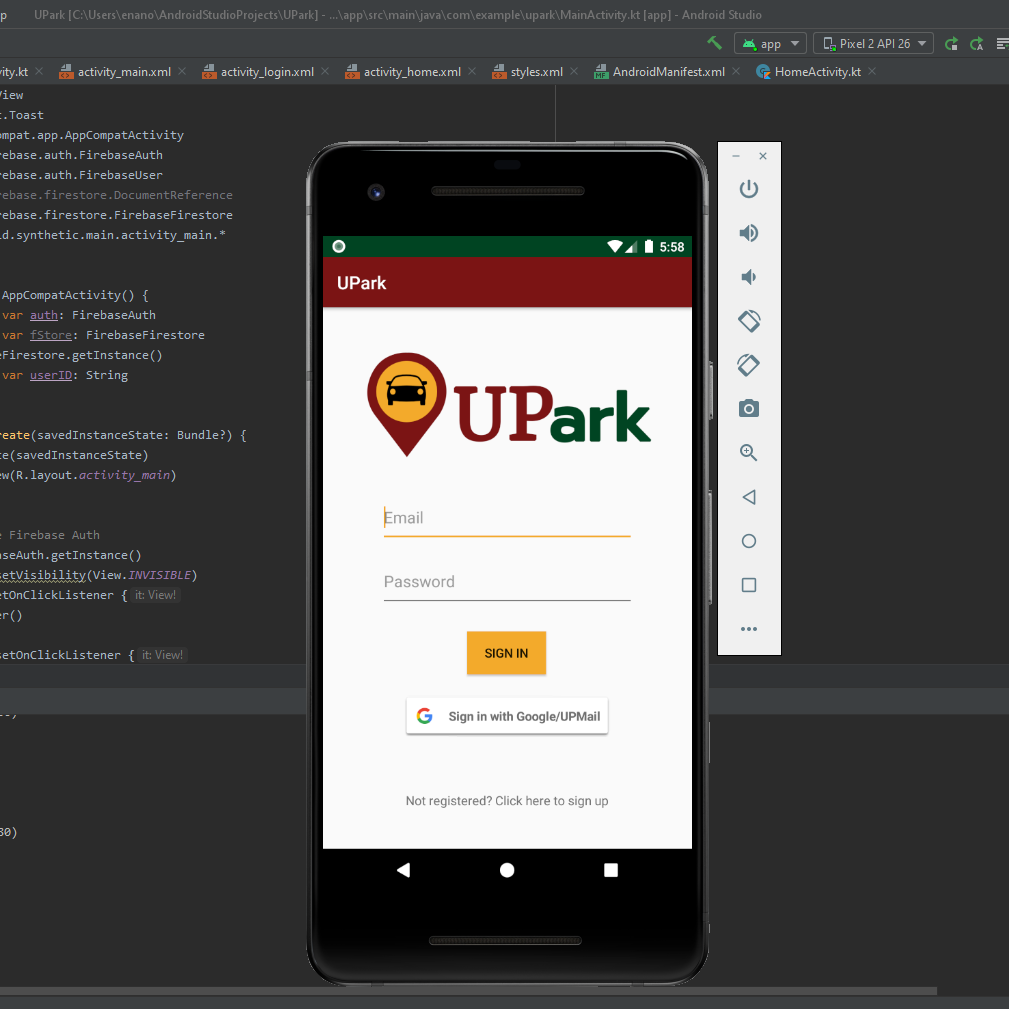 UPark [C:\Users\enano\AndroidStudioProjects\UPark] - ...\app\src\main\java\com\example\upark\MainActivity.kt [app] - Android Studio
app Pixel 2 API 26
activity_main.xml activity_login.xml activity_home.xml styles.xml AndroidManifest.xml HomeActivity.kt
View
.Toast
ompat.app.AppCompatActivity
rebase.auth.FirebaseAuth
rebase.auth.FirebaseUser
rebase.firestore.DocumentReference
rebase.firestore.FirebaseFirestore
id.synthetic.main.activity_main.*
AppCompatActivity() {
var auth: FirebaseAuth
var fStore: FirebaseFirestore
eFirestore.getInstance()
var userID: String
reate(savedInstanceState: Bundle?) {
te(savedInstanceState)
ew(R.layout.activity_main)
e Firebase Auth
aseAuth.getInstance()
setVisibility(View.INVISIBLE)
etOnClickListener { it: View!
er()
setOnClickListener { it: View!
80)
5:58
UPark
UPark
Email
Password
SIGN IN
Sign in with Google/UPMail
Not registered? Click here to sign up